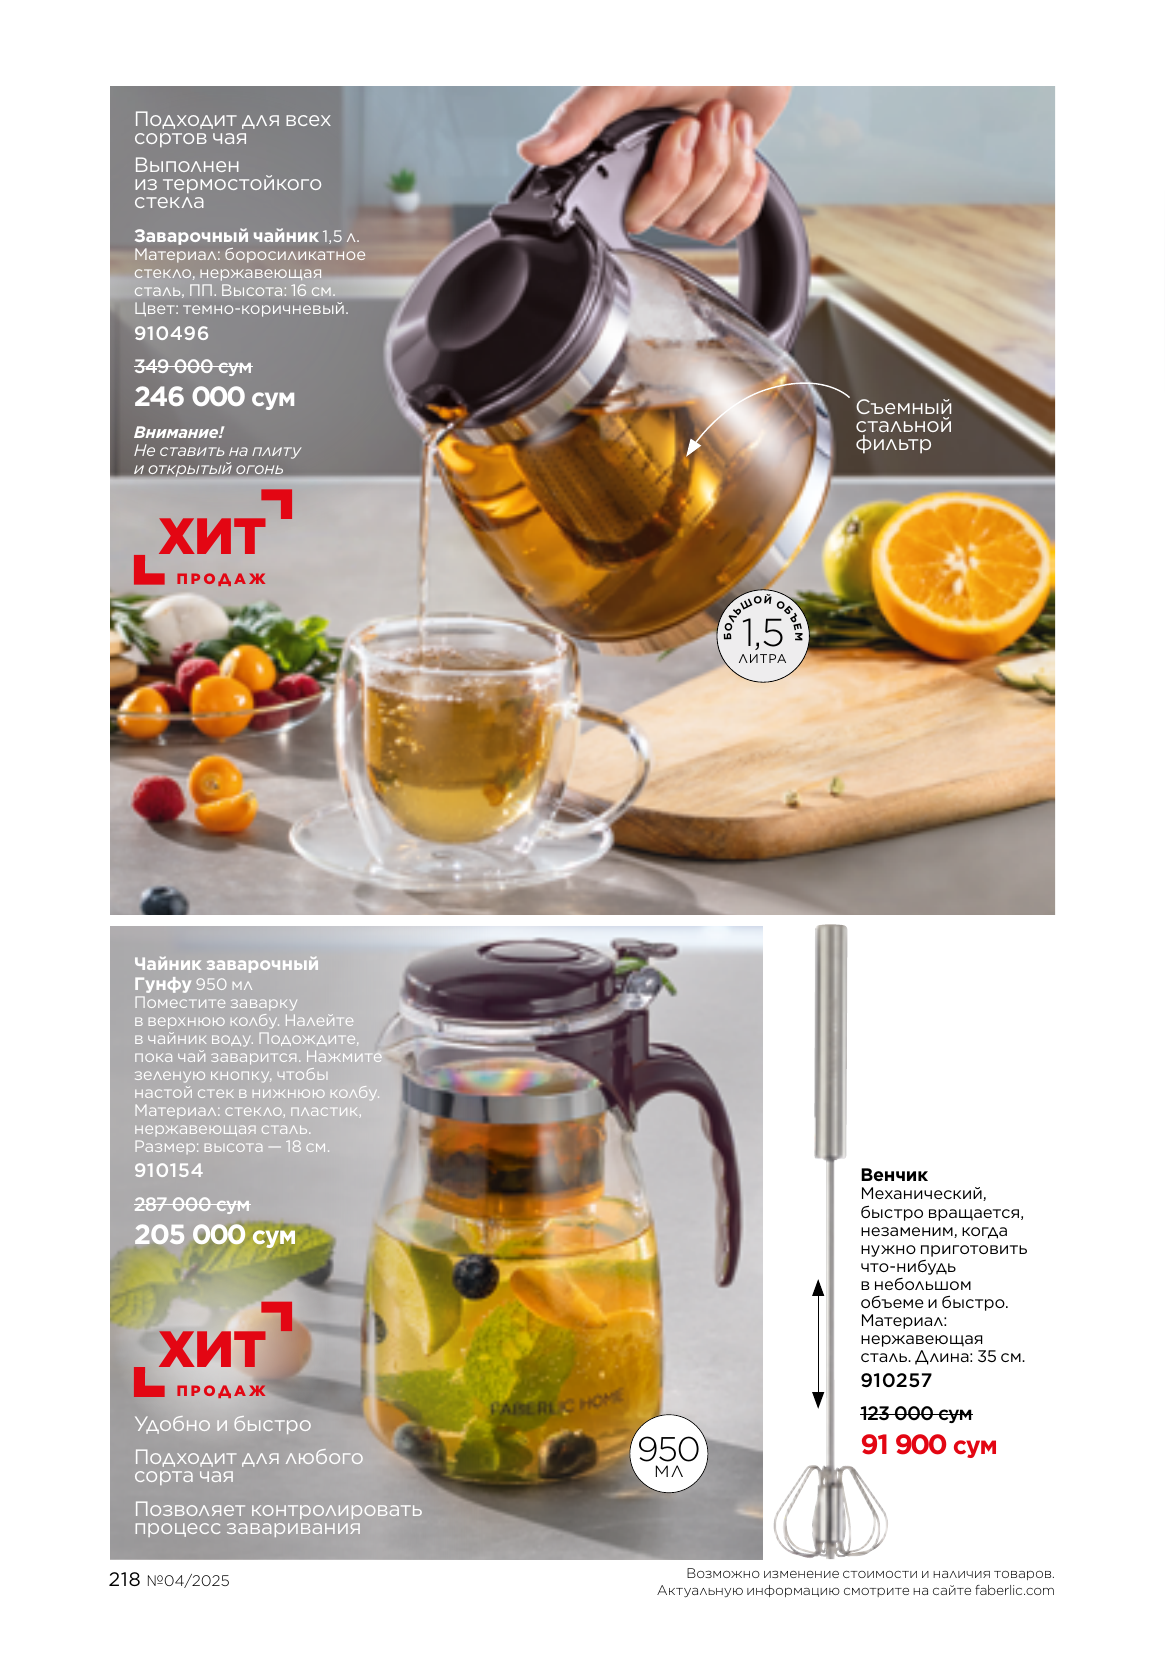 Подходит для всех
сортов чая
Выполнен
из термостойкого
стекла
Заварочный чайник 1,5 л.
Материал: боросиликатное
стекло, нержавеющая
сталь, ПП. Высота: 16 см.
Цвет: темно-коричневый.
910496
349 000 сум
246 000 сум
Внимание!
Не ставить на плиту
и открытый огонь
ХИТ
ПРОДАЖ
Съемный
стальной
фильтр
БОЛЬШОЙ ОБЪЕМ
1,5
ЛИТРА
Чайник заварочный
Гунфу 950 мл
Поместите заварку
в верхнюю колбу. Налейте
в чайник воду. Подождите,
пока чай заварится. Нажмите
зеленую кнопку, чтобы
настой стек в нижнюю колбу.
Материал: стекло, пластик,
нержавеющая сталь.
Размер: высота — 18 см.
910154
287 000 сум
205 000 сум
ХИТ
ПРОДАЖ
Удобно и быстро
Подходит для любого
сорта чая
Позволяет контролировать
процесс заваривания
FABERLIC HOME
950
МЛ
Венчик
Механический,
быстро вращается,
незаменим, когда
нужно приготовить
что-нибудь
в небольшом
объеме и быстро.
Материал:
нержавеющая
сталь. Длина: 35 см.
910257
123 000 сум
91 900 сум
218 №04/2025
Возможно изменение стоимости и наличия товаров.
Актуальную информацию смотрите на сайте faberlic.com